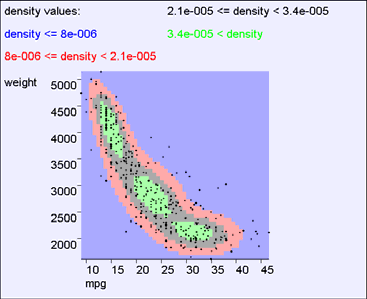 density values:
2.1e-005 <= density < 3.4e-005
density <= 8e-006
3.4e-005 < density
8e-006 <= density < 2.1e-005
weight
5000
4500
4000
3500
3000
2500
2000
10 15 20 25 30 35 40 45
mpg